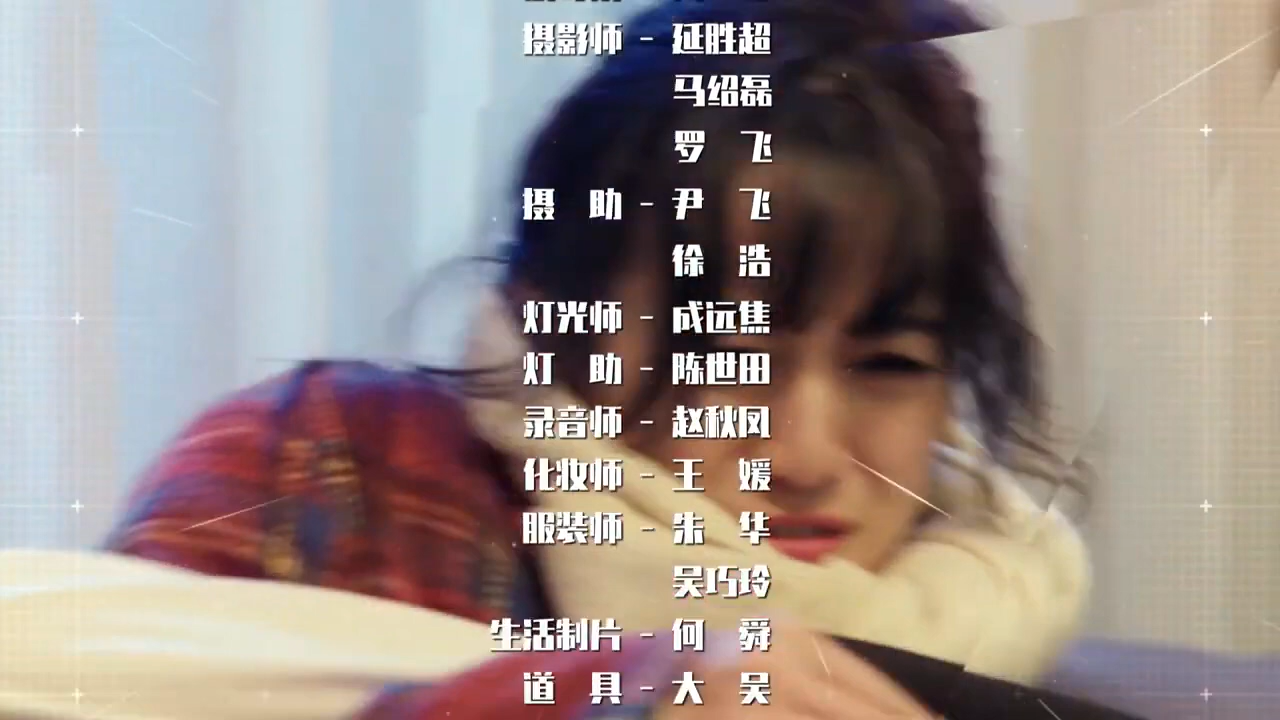 摄影师 - 延胜超
马绍磊
罗 飞
摄 助 - 尹 飞
徐 浩
灯光师 - 成远焦
灯 助 - 陈世田
录音师 - 赵秋凤
化妆师 - 王 媛
服装师 - 朱 华
吴巧玲
生活制片 - 何 舜
道 具 - 大 吴